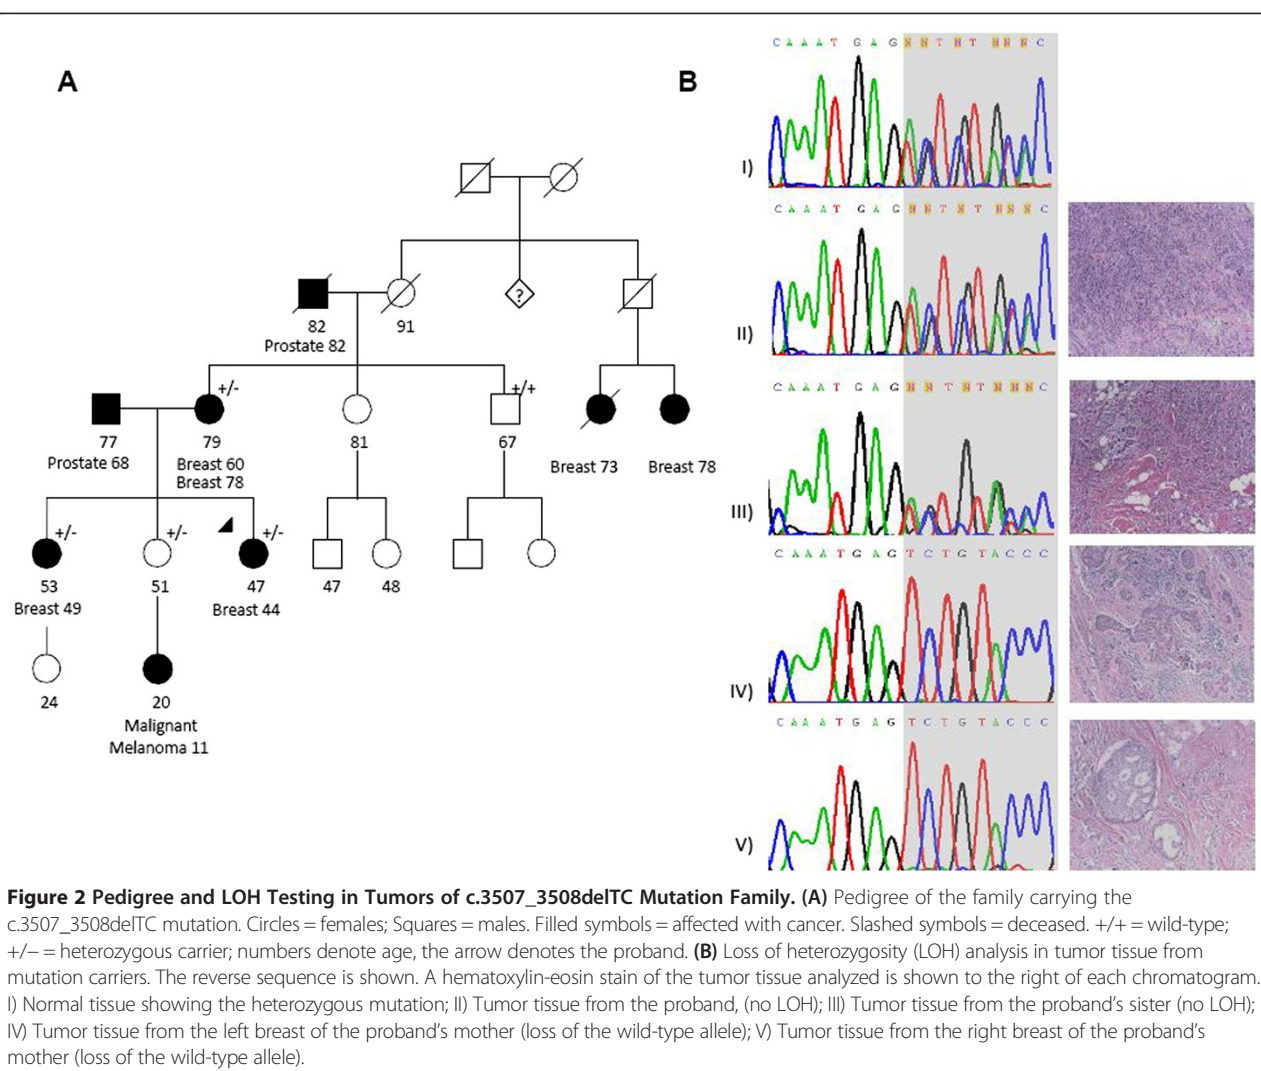 A
B
C A A A T G A G N N T N T N N N C
I)
C A A A T G A G N N T N T N N N C
II)
C A A A T G A G N N T N T N N N C
III)
C A A A T G A G T C T G T A C C C
IV)
C A A A T G A G T C T G T A C C C
V)
?
82
91
Prostate 82
+/-
+/+
77
79
81
67
Prostate 68
Breast 60
Breast 78
Breast 73
Breast 78
+/-
+/-
+/-
53
51
47
47
48
Breast 49
Breast 44
24
20
Malignant
Melanoma 11
Figure 2 Pedigree and LOH Testing in Tumors of c.3507_3508delTC Mutation Family. (A) Pedigree of the family carrying the
c.3507_3508delTC mutation. Circles = females; Squares = males. Filled symbols = affected with cancer. Slashed symbols = deceased. +/+ = wild-type;
+/− = heterozygous carrier; numbers denote age, the arrow denotes the proband. (B) Loss of heterozygosity (LOH) analysis in tumor tissue from
mutation carriers. The reverse sequence is shown. A hematoxylin-eosin stain of the tumor tissue analyzed is shown to the right of each chromatogram.
I) Normal tissue showing the heterozygous mutation; II) Tumor tissue from the proband, (no LOH); III) Tumor tissue from the proband's sister (no LOH);
IV) Tumor tissue from the left breast of the proband's mother (loss of the wild-type allele); V) Tumor tissue from the right breast of the proband's
mother (loss of the wild-type allele).